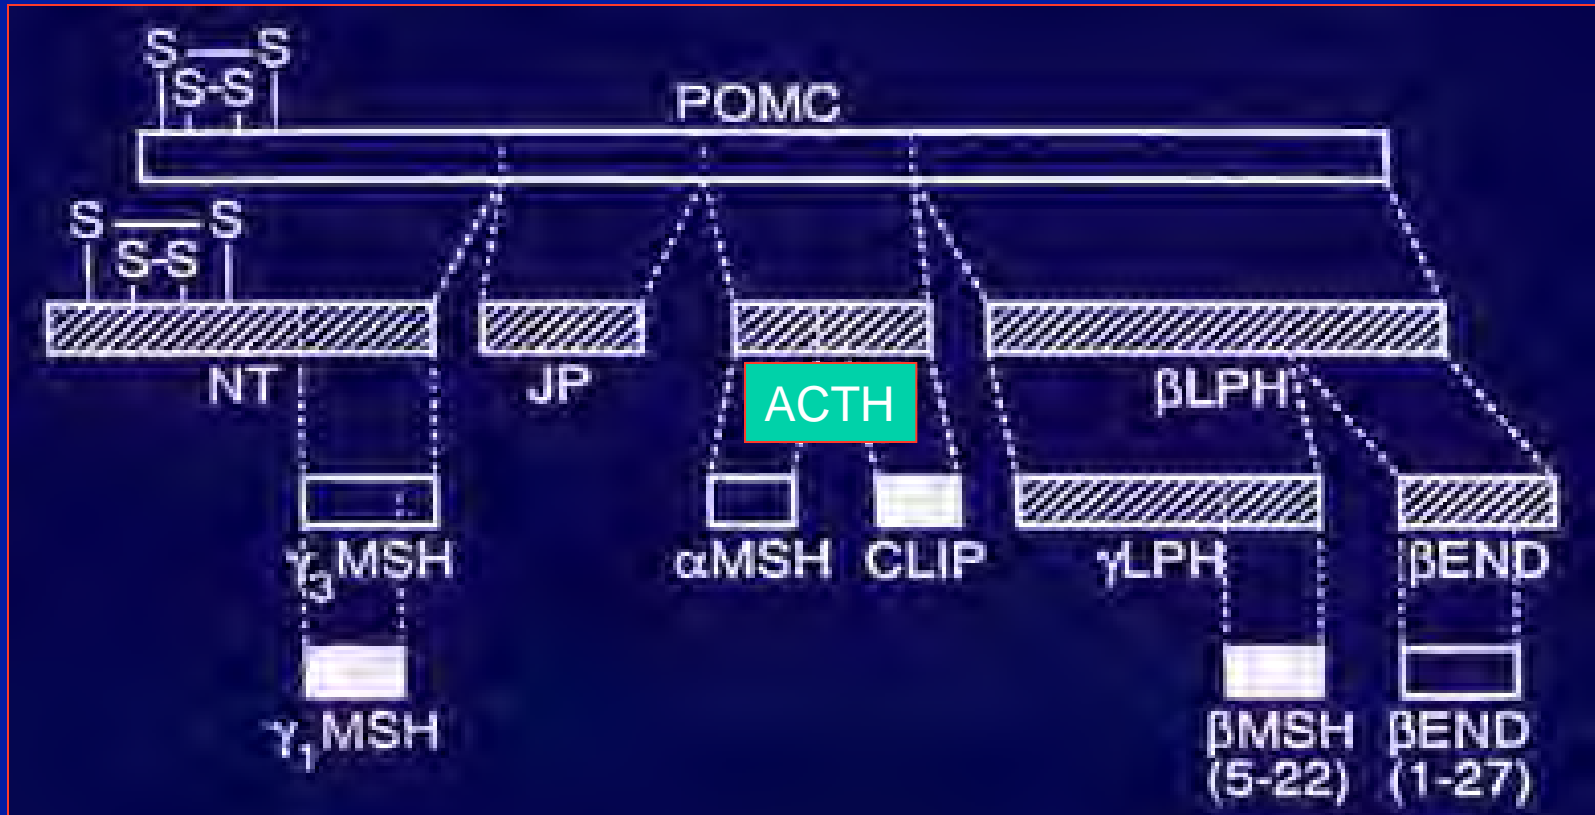 S S
S-S
POMC
S S
S-S
NT JP ACTH βLPH
γ3MSH αMSH CLIP γLPH βEND
γ1MSH βMSH βEND
(5-22) (1-27)